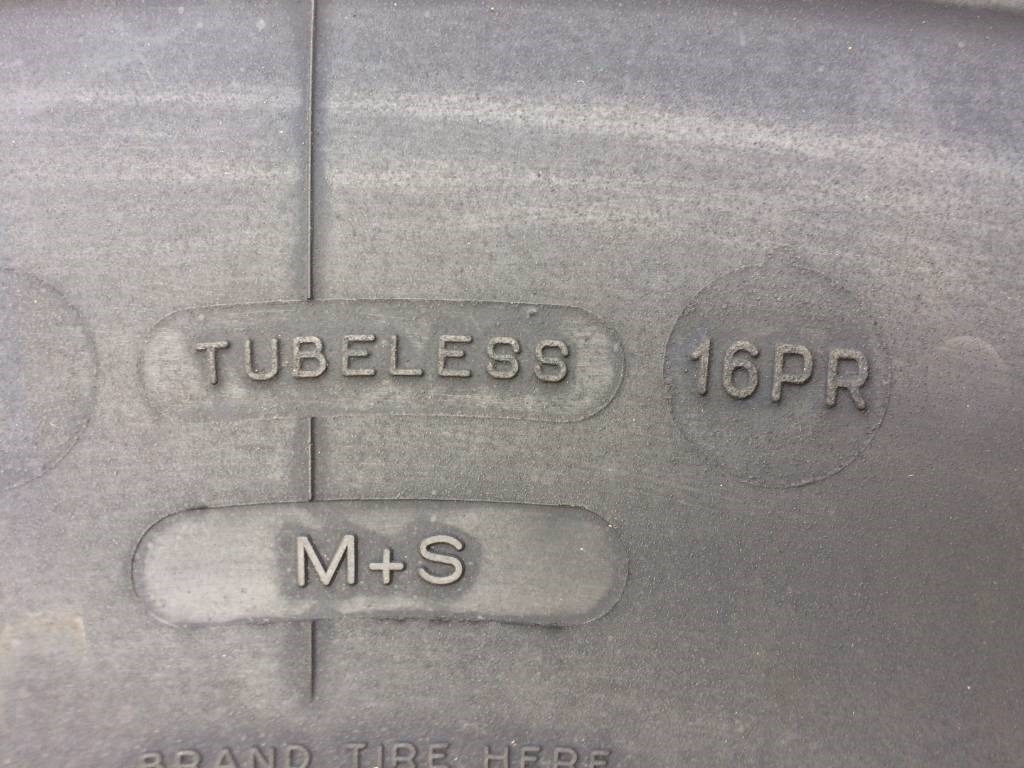 TUBELESS
16PR
M+S
BRAND TIRE HERE